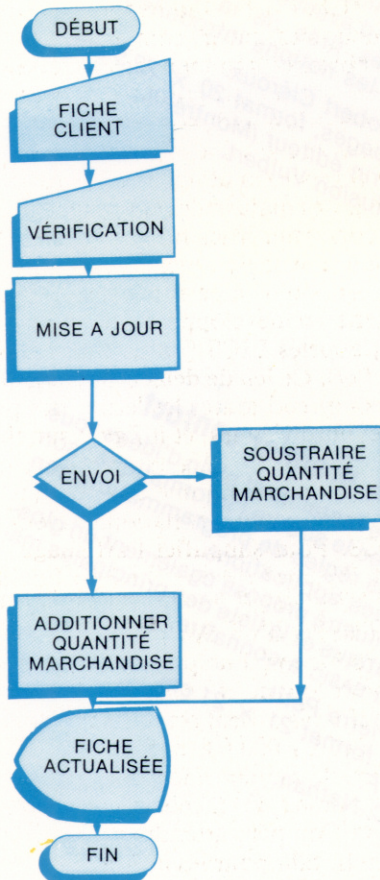 DÉBUT
FICHE
CLIENT
VÉRIFICATION
MISE A JOUR
ENVOI
SOUSTRAIRE
QUANTITÉ
MARCHANDISE
ADDITIONNER
QUANTITÉ
MARCHANDISE
FICHE
ACTUALISÉE
FIN